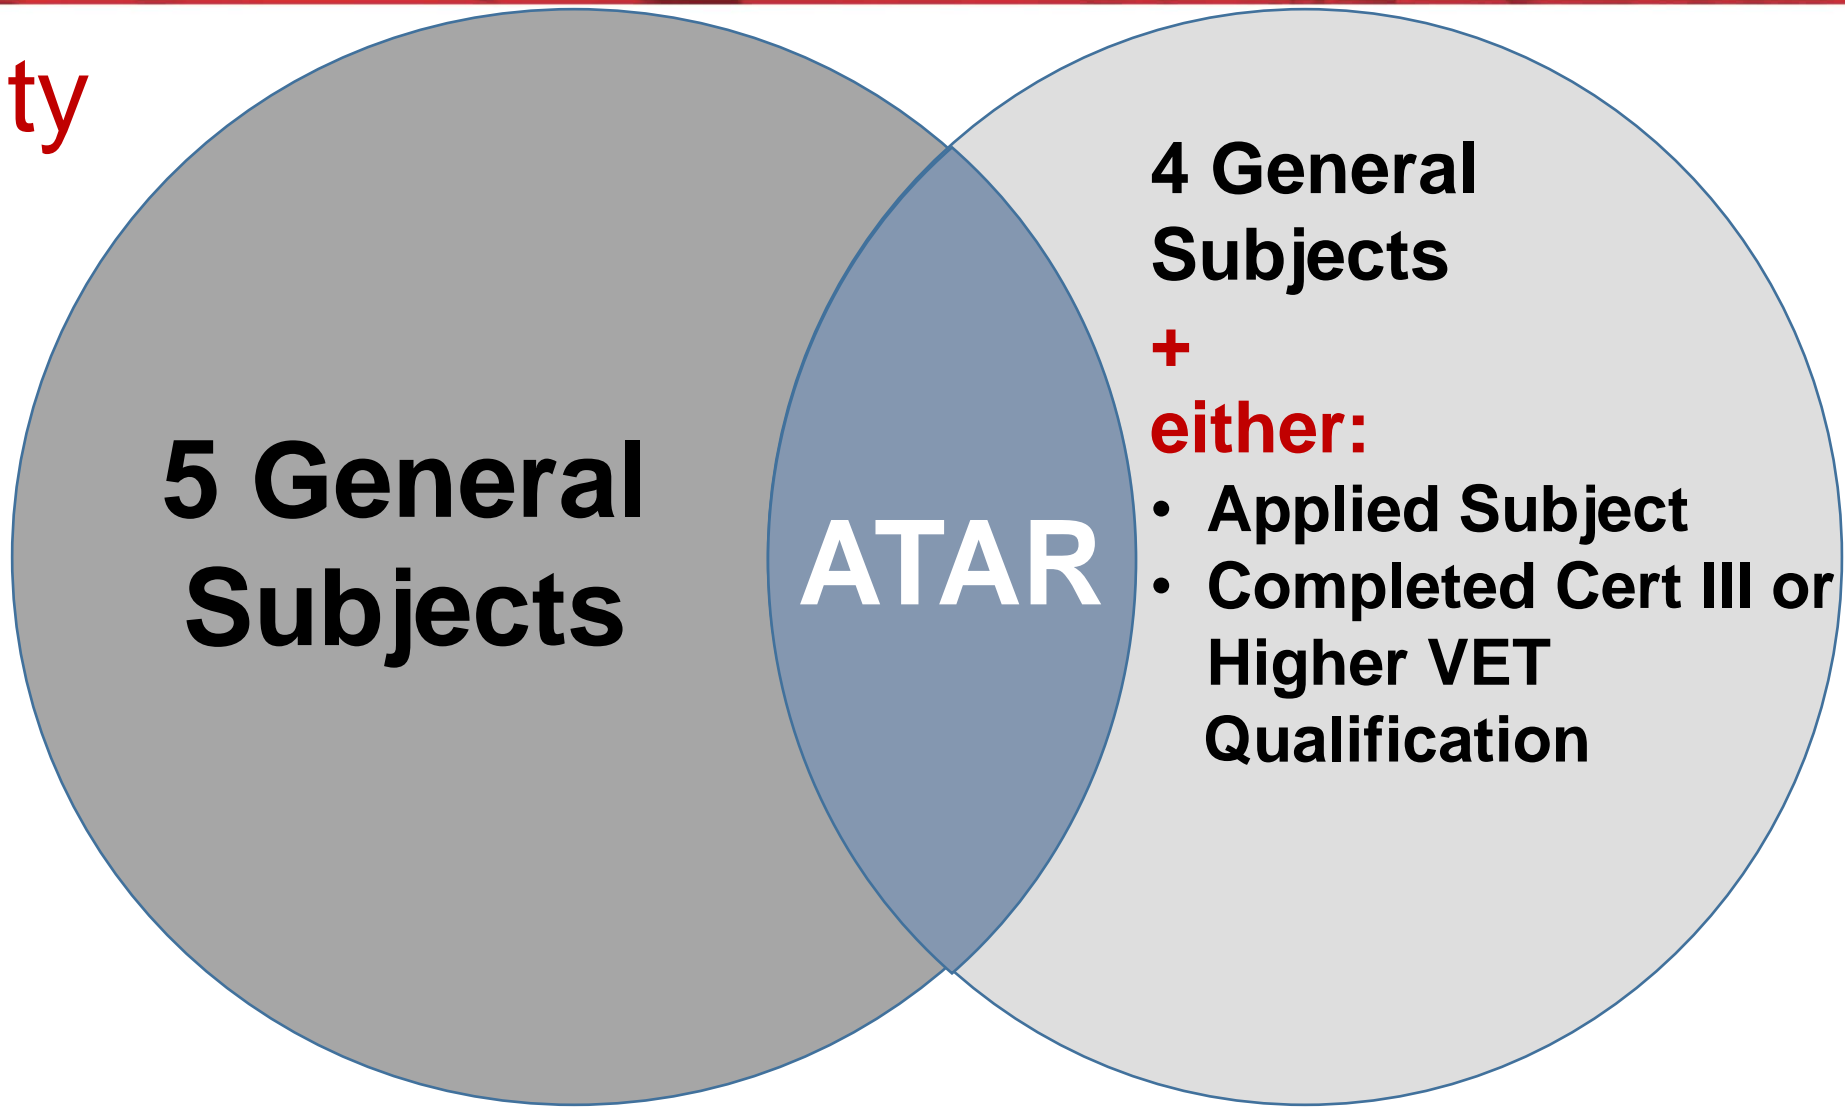 ty
5 General
Subjects
ATAR
4 General
Subjects
+
either:
• Applied Subject
• Completed Cert III or
Higher VET
Qualification